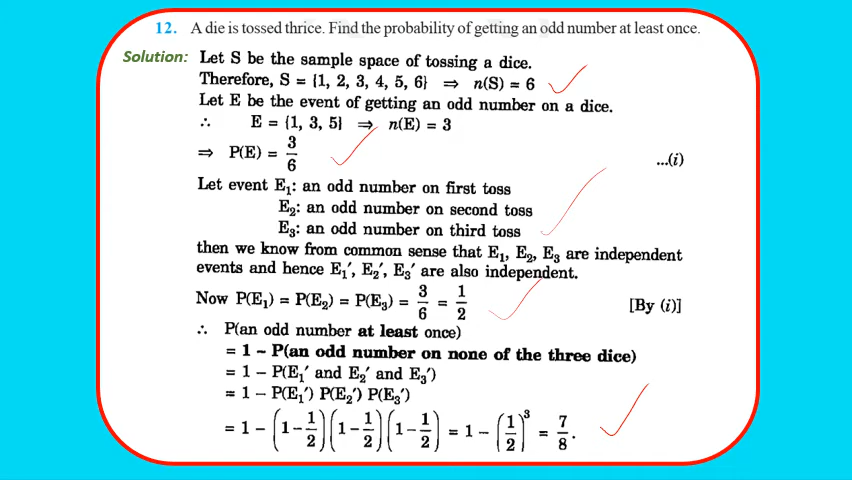 12. A die is tossed thrice. Find the probability of getting an odd number at least once.
Solution: Let S be the sample space of tossing a dice.
Therefore, S = {1, 2, 3, 4, 5, 6} ⇒ n(S) = 6
Let E be the event of getting an odd number on a dice.
∴ E = {1, 3, 5} ⇒ n(E) = 3
⇒ P(E) = 3/6 ...(i)
Let event E₁: an odd number on first toss
E₂: an odd number on second toss
E₃: an odd number on third toss
then we know from common sense that E₁, E₂, E₃ are independent
events and hence E₁′, E₂′, E₃′ are also independent.
Now P(E₁) = P(E₂) = P(E₃) = 3/6 = 1/2 [By (i)]
∴ P(an odd number at least once)
= 1 – P(an odd number on none of the three dice)
= 1 – P(E₁′ and E₂′ and E₃′)
= 1 – P(E₁′) P(E₂′) P(E₃′)
= 1 – (1 – 1/2) (1 – 1/2) (1 – 1/2) = 1 – (1/2)³ = 7/8.